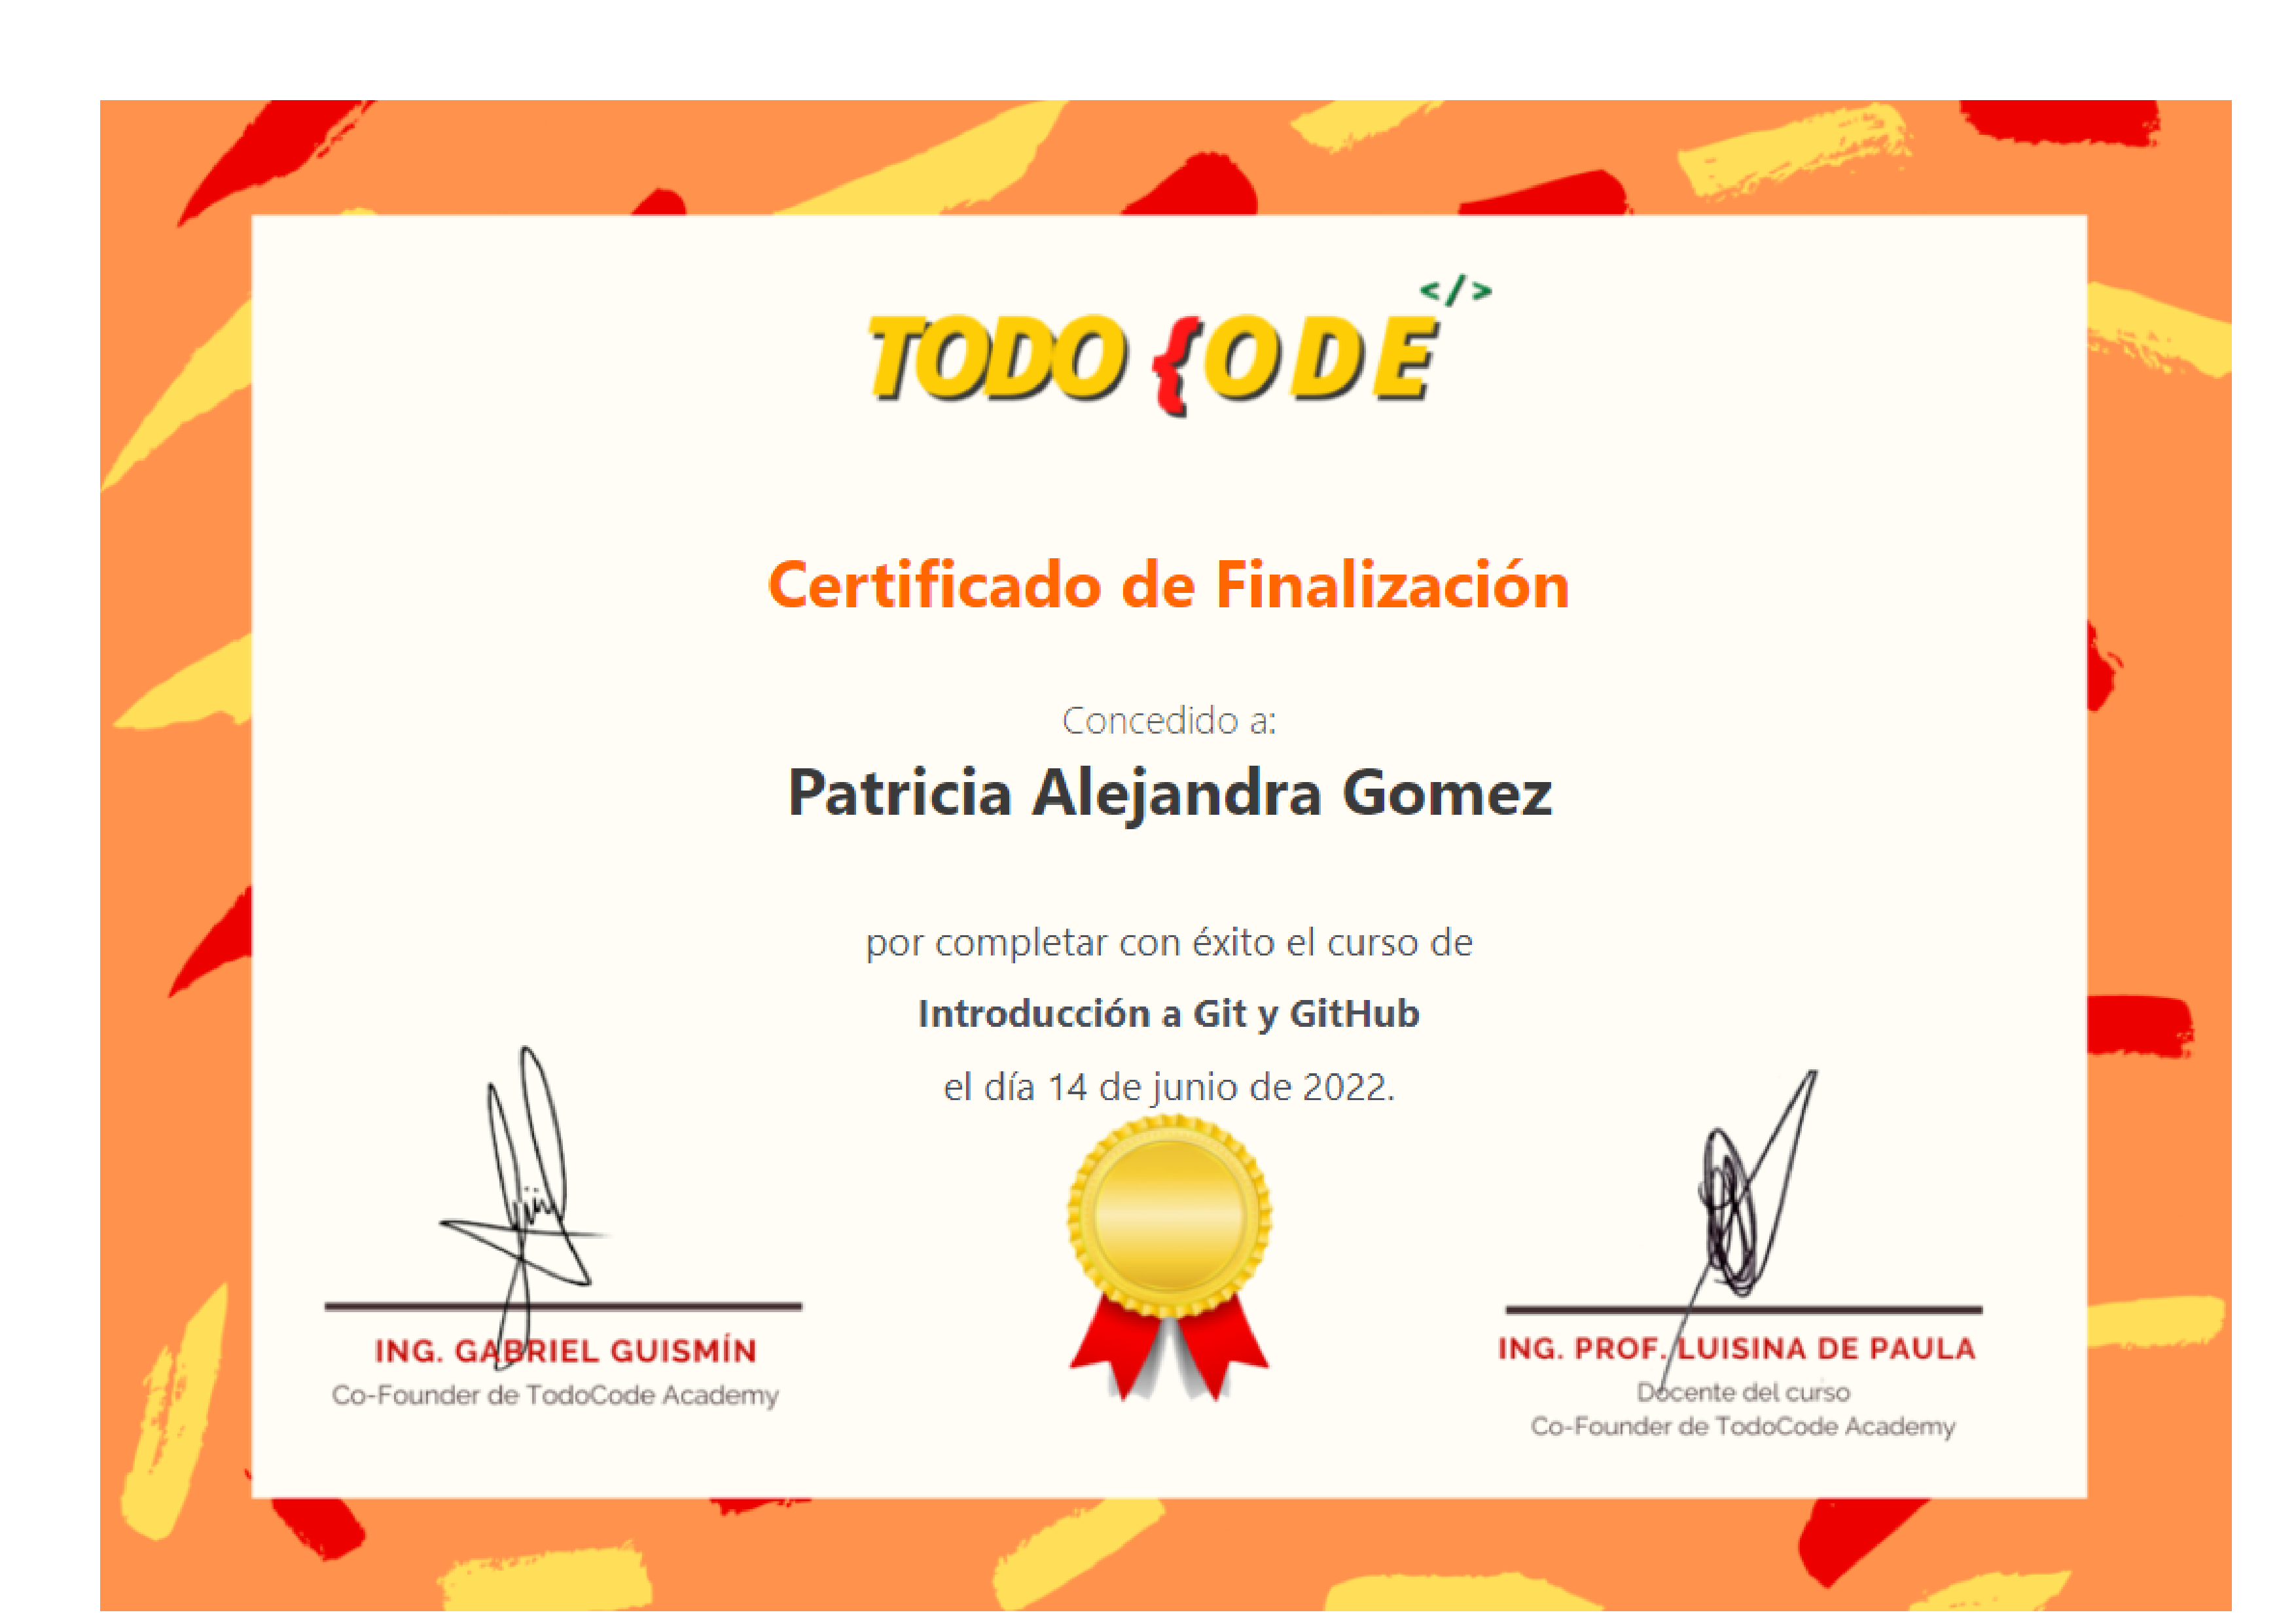 </>
TODO {ODE
Certificado de Finalización
Concedido a:
Patricia Alejandra Gomez
por completar con éxito el curso de
Introducción a Git y GitHub
el día 14 de junio de 2022.
ING. GABRIEL GUISMÍN
Co-Founder de TodoCode Academy
ING. PROF. LUISINA DE PAULA
Docente del curso
Co-Founder de TodoCode Academy